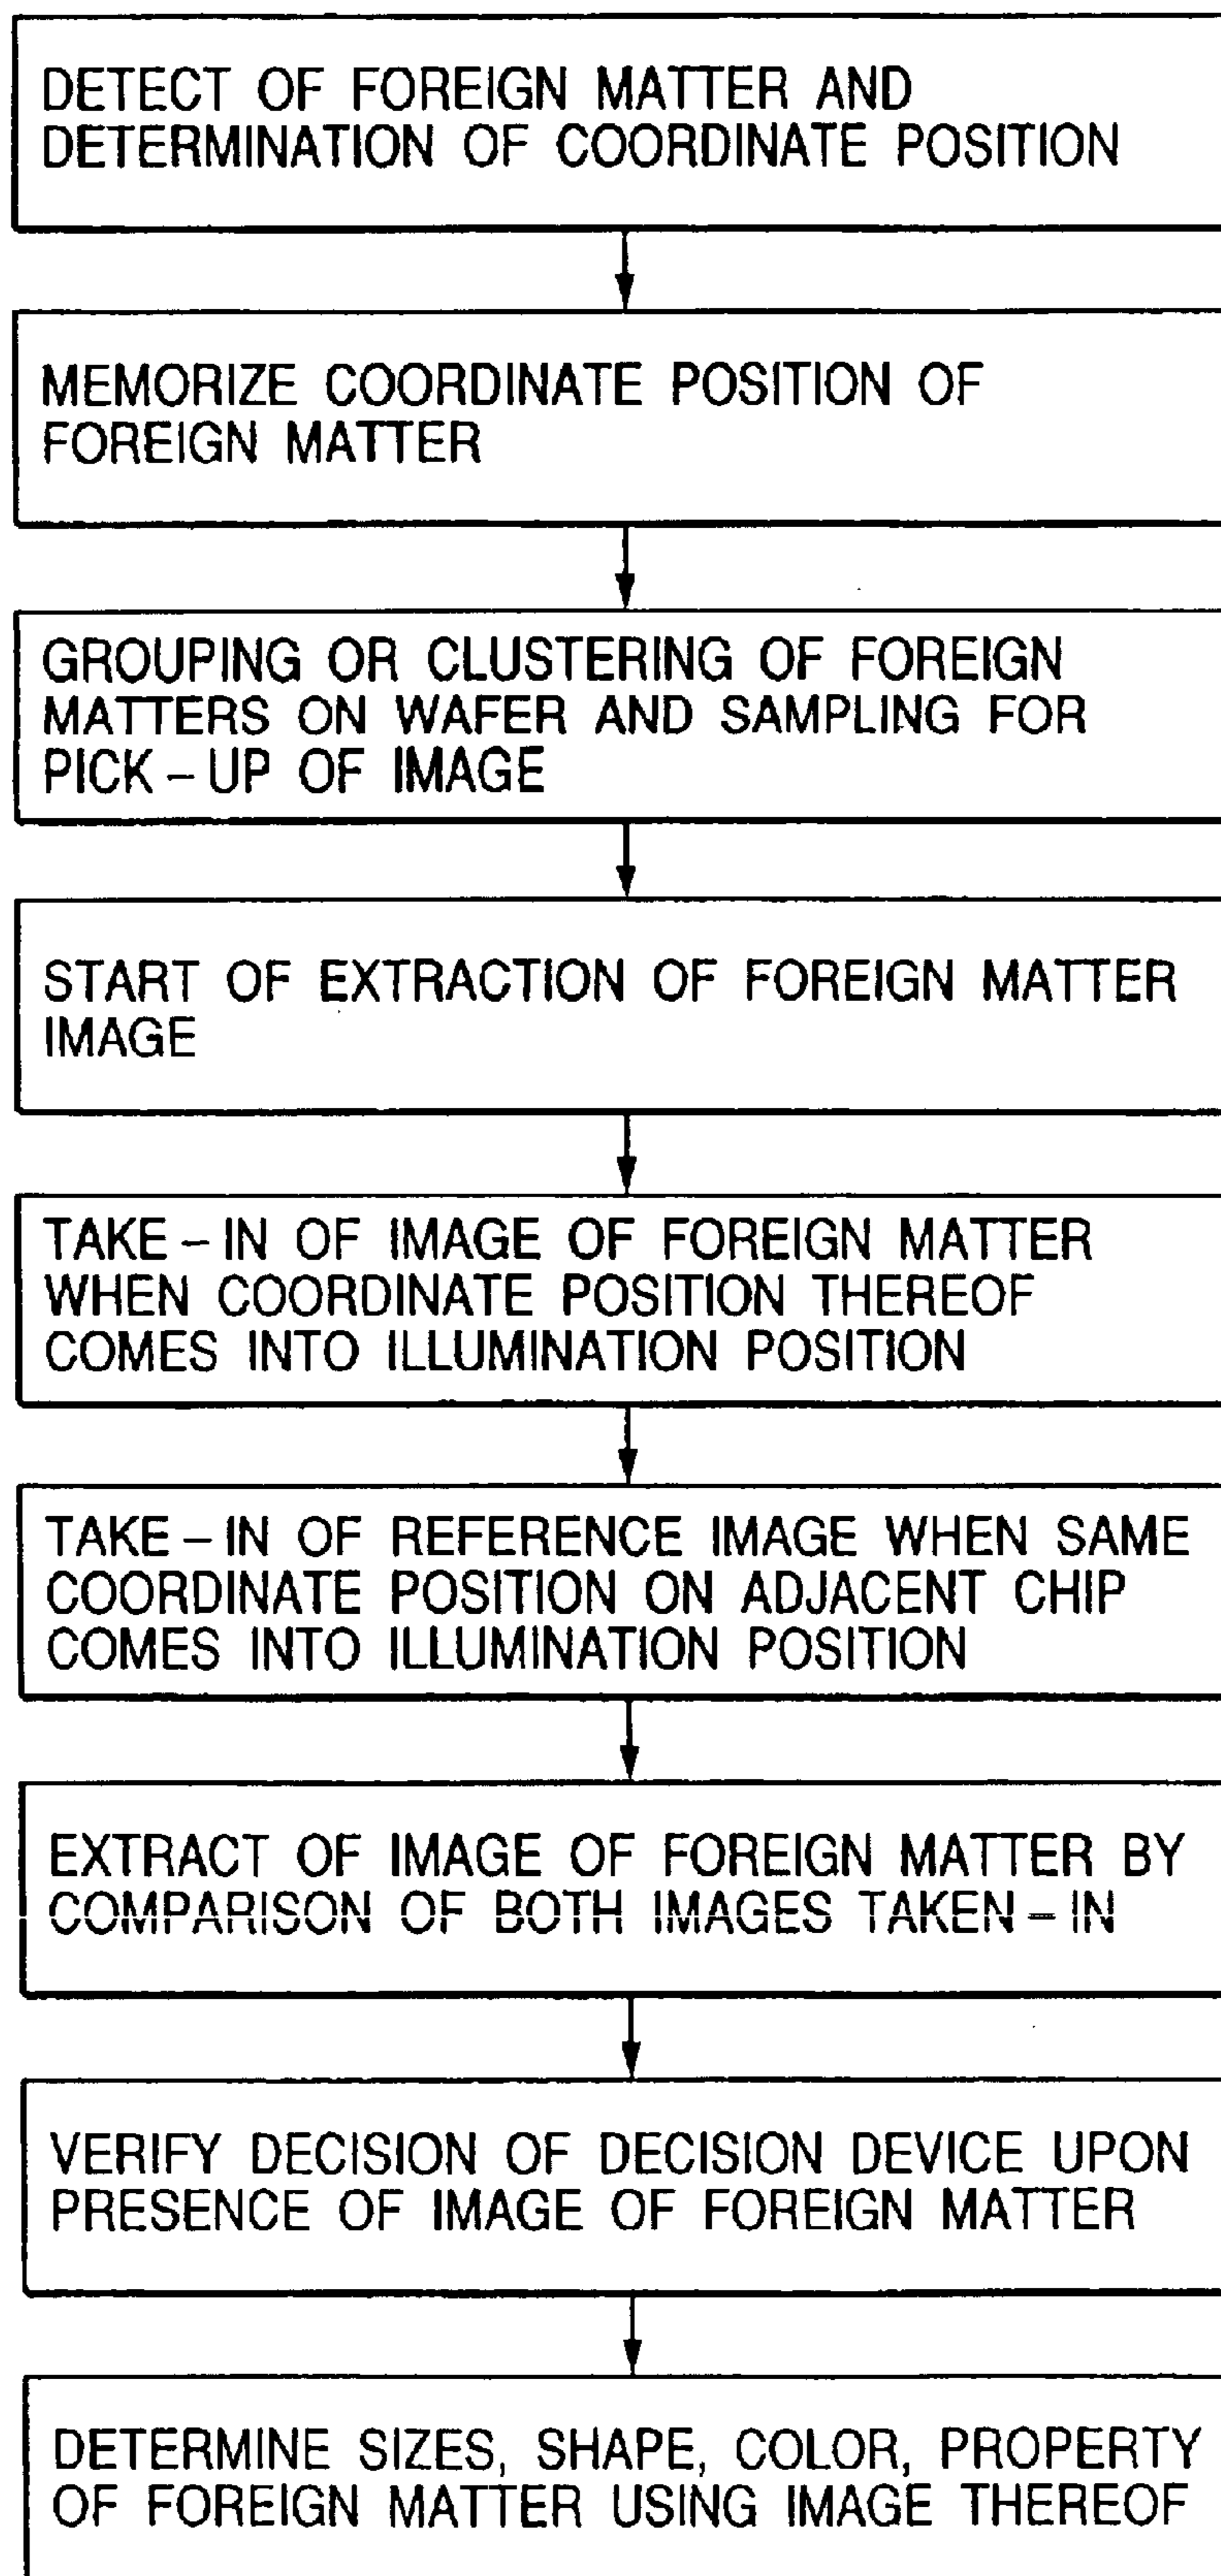 DETECT OF FOREIGN MATTER AND
DETERMINATION OF COORDINATE POSITION
MEMORIZE COORDINATE POSITION OF
FOREIGN MATTER
GROUPING OR CLUSTERING OF FOREIGN
MATTERS ON WAFER AND SAMPLING FOR
PICK-UP OF IMAGE
START OF EXTRACTION OF FOREIGN MATTER
IMAGE
TAKE-IN OF IMAGE OF FOREIGN MATTER
WHEN COORDINATE POSITION THEREOF
COMES INTO ILLUMINATION POSITION
TAKE-IN OF REFERENCE IMAGE WHEN SAME
COORDINATE POSITION ON ADJACENT CHIP
COMES INTO ILLUMINATION POSITION
EXTRACT OF IMAGE OF FOREIGN MATTER BY
COMPARISON OF BOTH IMAGES TAKEN-IN
VERIFY DECISION OF DECISION DEVICE UPON
PRESENCE OF IMAGE OF FOREIGN MATTER
DETERMINE SIZES, SHAPE, COLOR, PROPERTY
OF FOREIGN MATTER USING IMAGE THEREOF